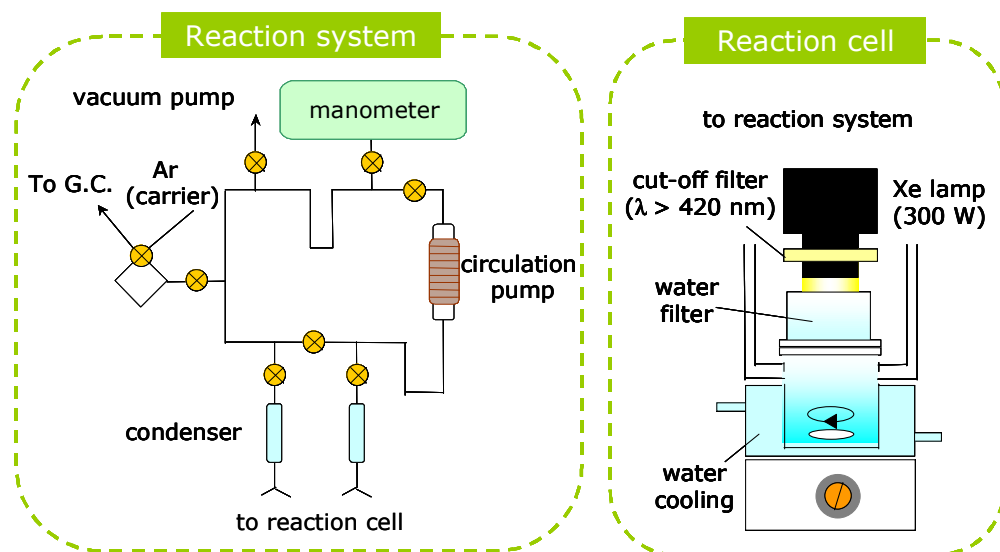 Reaction system
vacuum pump
manometer
To G.C.
Ar
(carrier)
circulation
pump
condenser
to reaction cell
Reaction cell
to reaction system
cut-off filter
(λ > 420 nm)
Xe lamp
(300 W)
water
filter
water
cooling